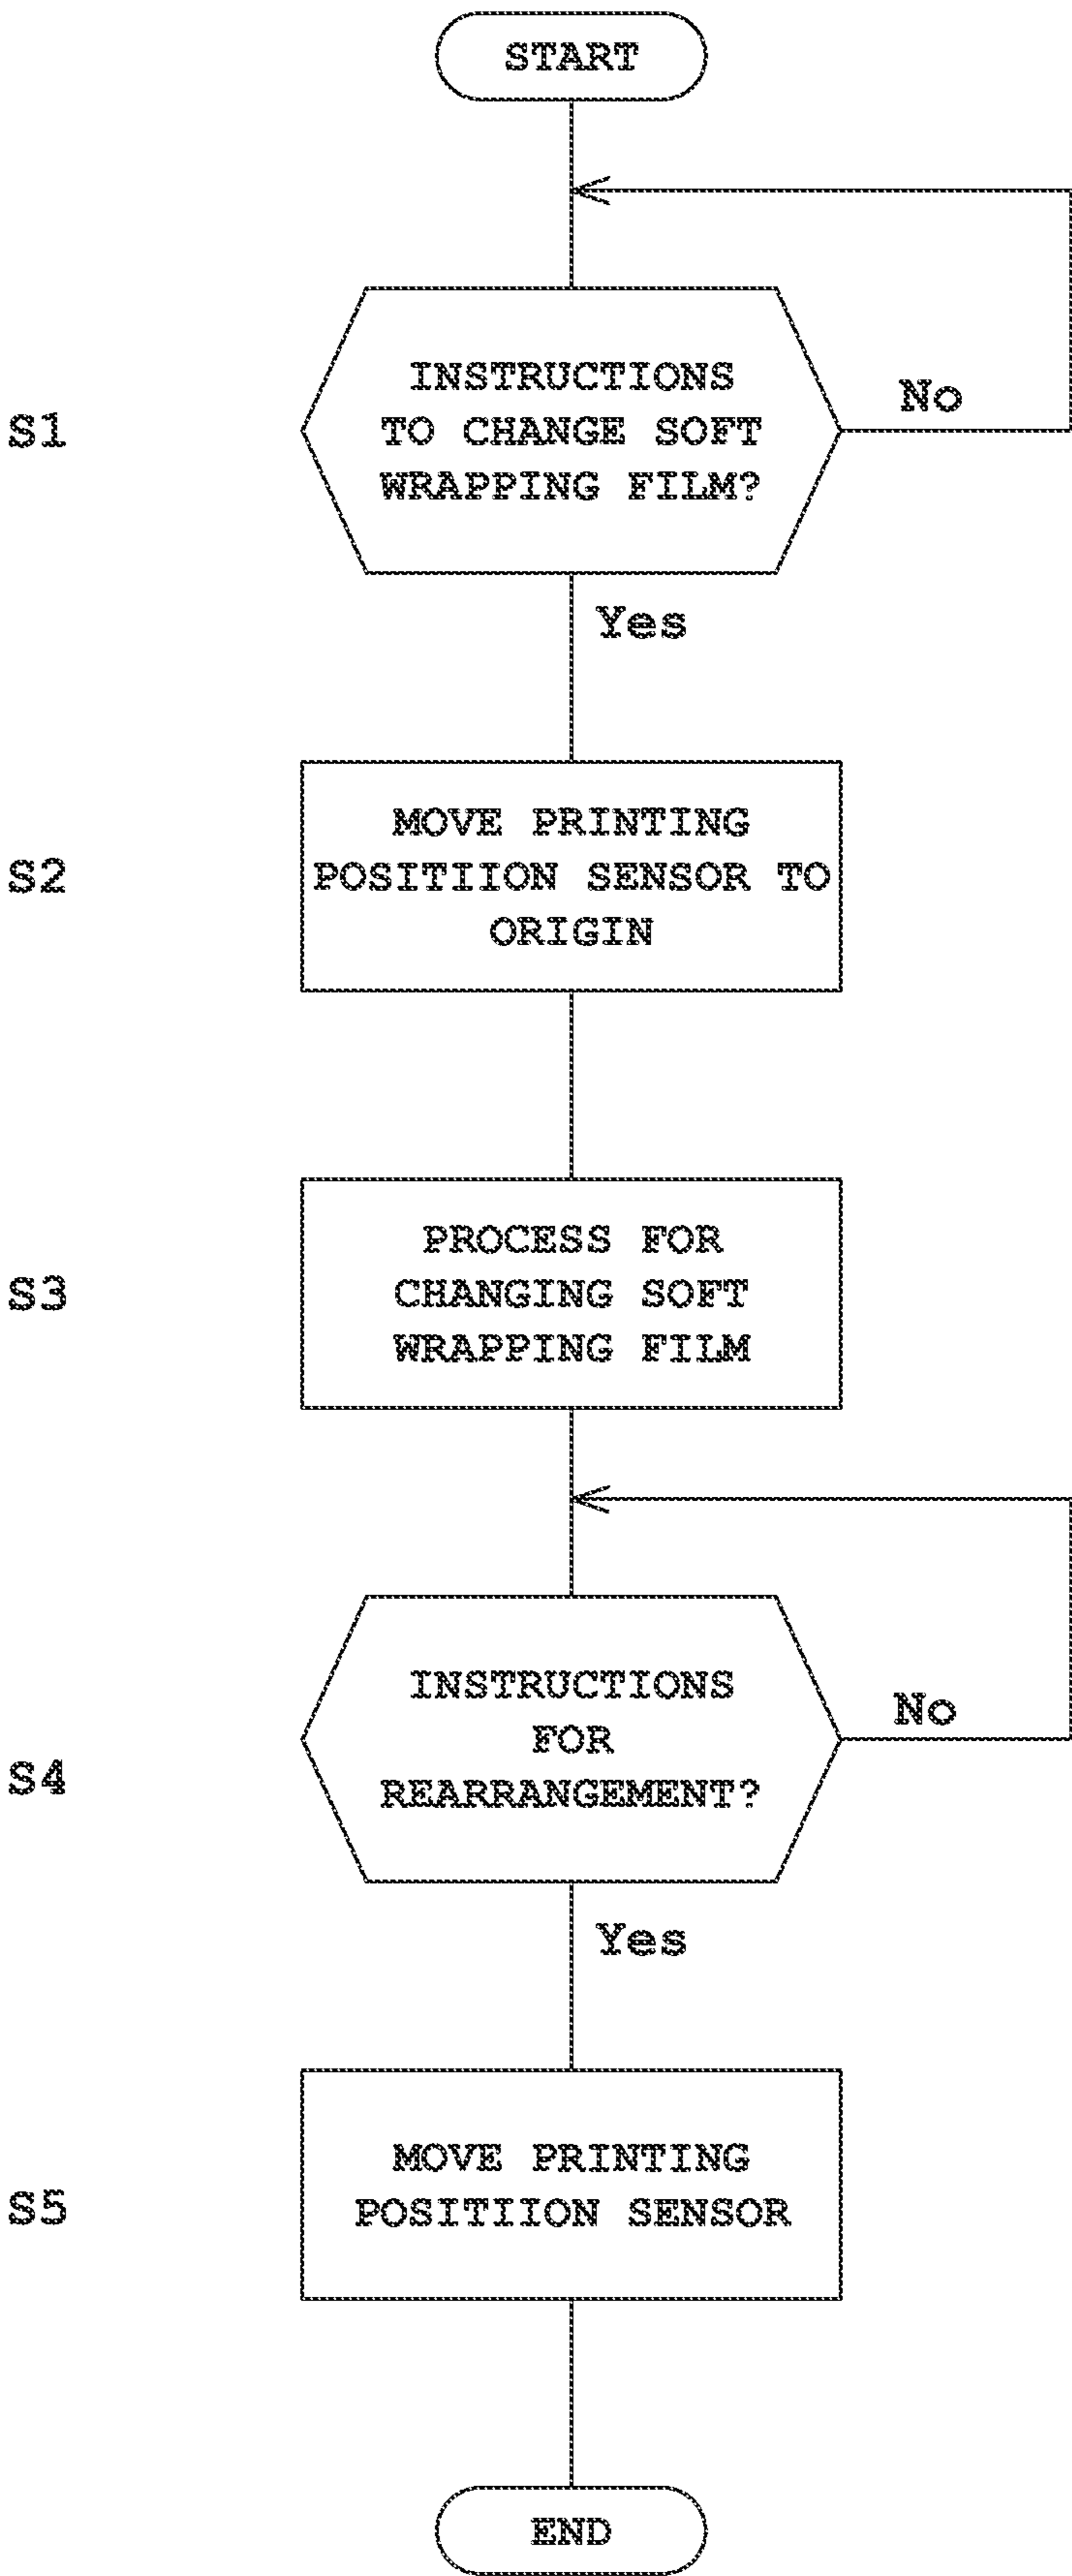 START
S1
INSTRUCTIONS
TO CHANGE SOFT
WRAPPING FILM?
No
Yes
S2
MOVE PRINTING
POSITIION SENSOR TO
ORIGIN
S3
PROCESS FOR
CHANGING SOFT
WRAPPING FILM
S4
INSTRUCTIONS
FOR
REARRANGEMENT?
No
Yes
S5
MOVE PRINTING
POSITIION SENSOR
END